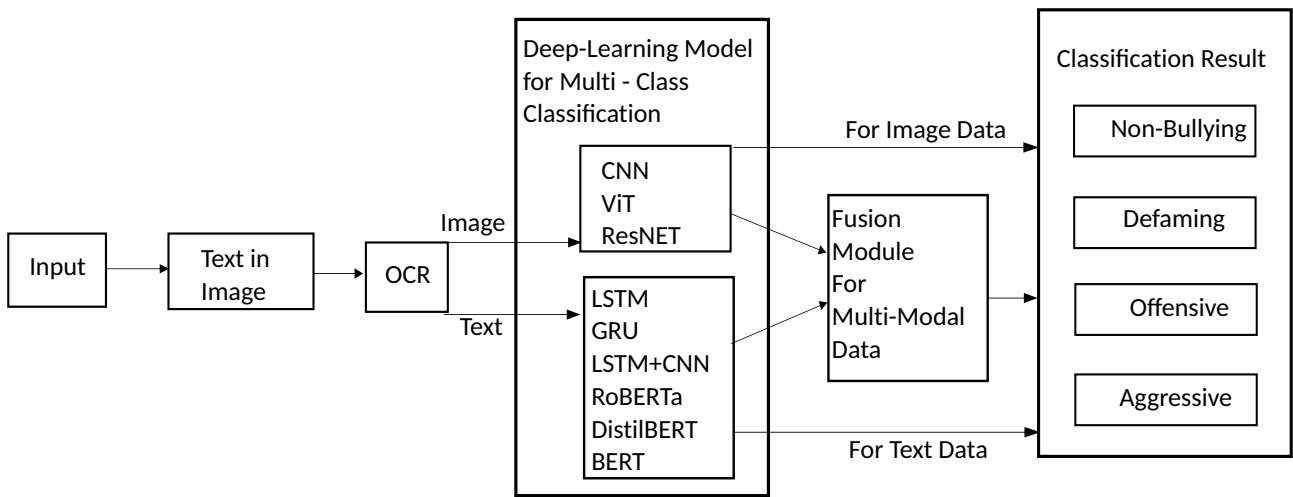 Input
Text in
Image
OCR
Image
Text
Deep-Learning Model
for Multi - Class
Classification
CNN
ViT
ResNET
LSTM
GRU
LSTM+CNN
RoBERTa
DistilBERT
BERT
For Image Data
Fusion
Module
For
Multi-Modal
Data
For Text Data
Classification Result
Non-Bullying
Defaming
Offensive
Aggressive